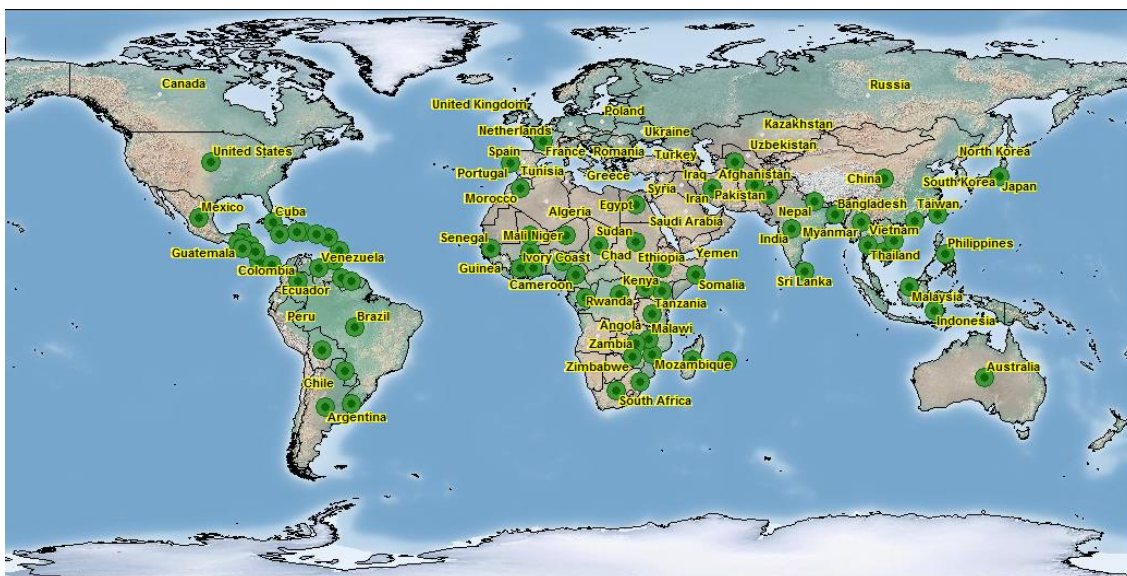 Canada
Russia
United Kingdom
Poland
Kazakhstan
Netherlands
Ukraine
United States
Spain
France
Romania
Turkey
Uzbekistan
North Korea
Portugal
Tunisia
Greece
Iraq
Afghanistan
China
South Korea
Japan
Morocco
Syria
Iran
Pakistan
Mexico
Cuba
Algeria
Egypt
Saudi Arabia
Nepal
Bangladesh
Taiwan
Senegal
Mali
Niger
Sudan
India
Myanmar
Vietnam
Guatemala
Venezuela
Chad
Yemen
Philippines
Colombia
Guinea
Ivory Coast
Ethiopia
Thailand
Ecuador
Cameroon
Kenya
Somalia
Sri Lanka
Malaysia
Peru
Brazil
Rwanda
Tanzania
Indonesia
Angola
Malawi
Zambia
Chile
Zimbabwe
Mozambique
Australia
Argentina
South Africa